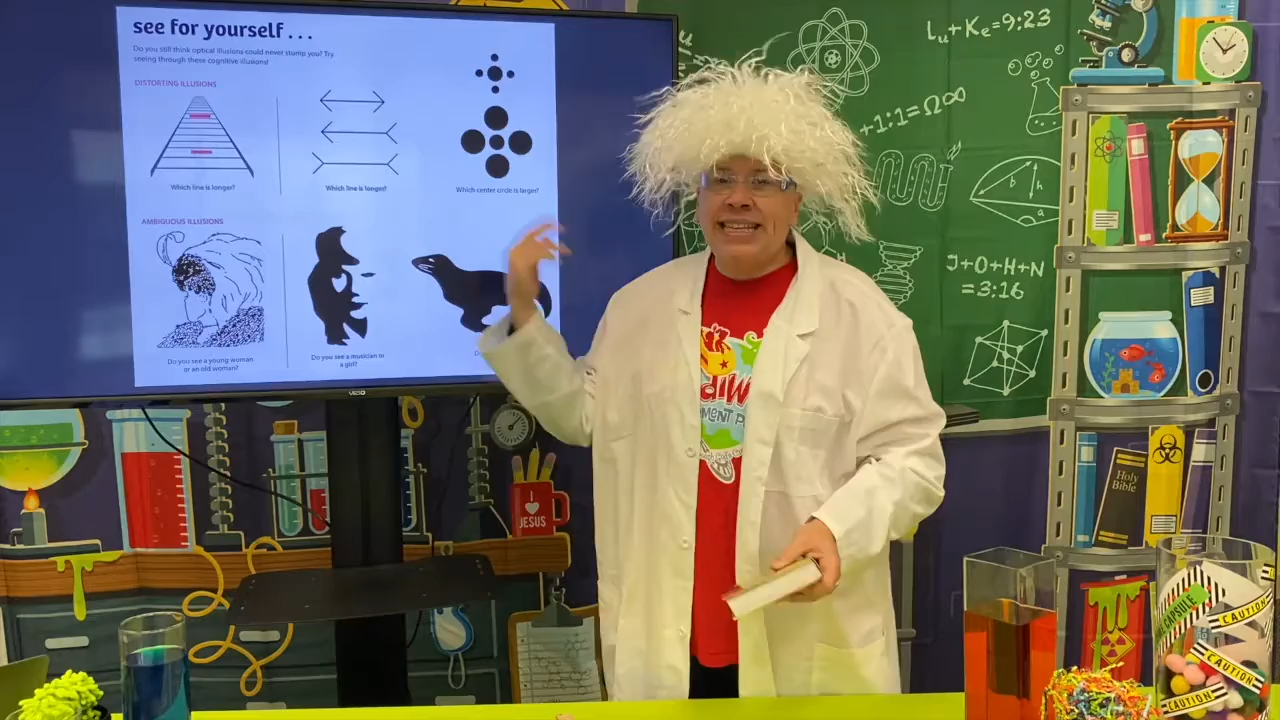 see for yourself . . .
Do you still think optical illusions could never stump you? Try
seeing through these cognitive illusions!
DISTORTING ILLUSIONS
Which line is longer?
Which line is longer?
Which center circle is larger?
AMBIGUOUS ILLUSIONS
Do you see a young woman
or an old woman?
Do you see a musician or
a girl?
VIZIO
Lu+Ke=9:23
+1:1=Ω∞
b
h
a
J+O+H+N
=3:16
Holy
Bible
I ♥
JESUS
CAPSULE
CAUTION
CAUTION
CAUTION